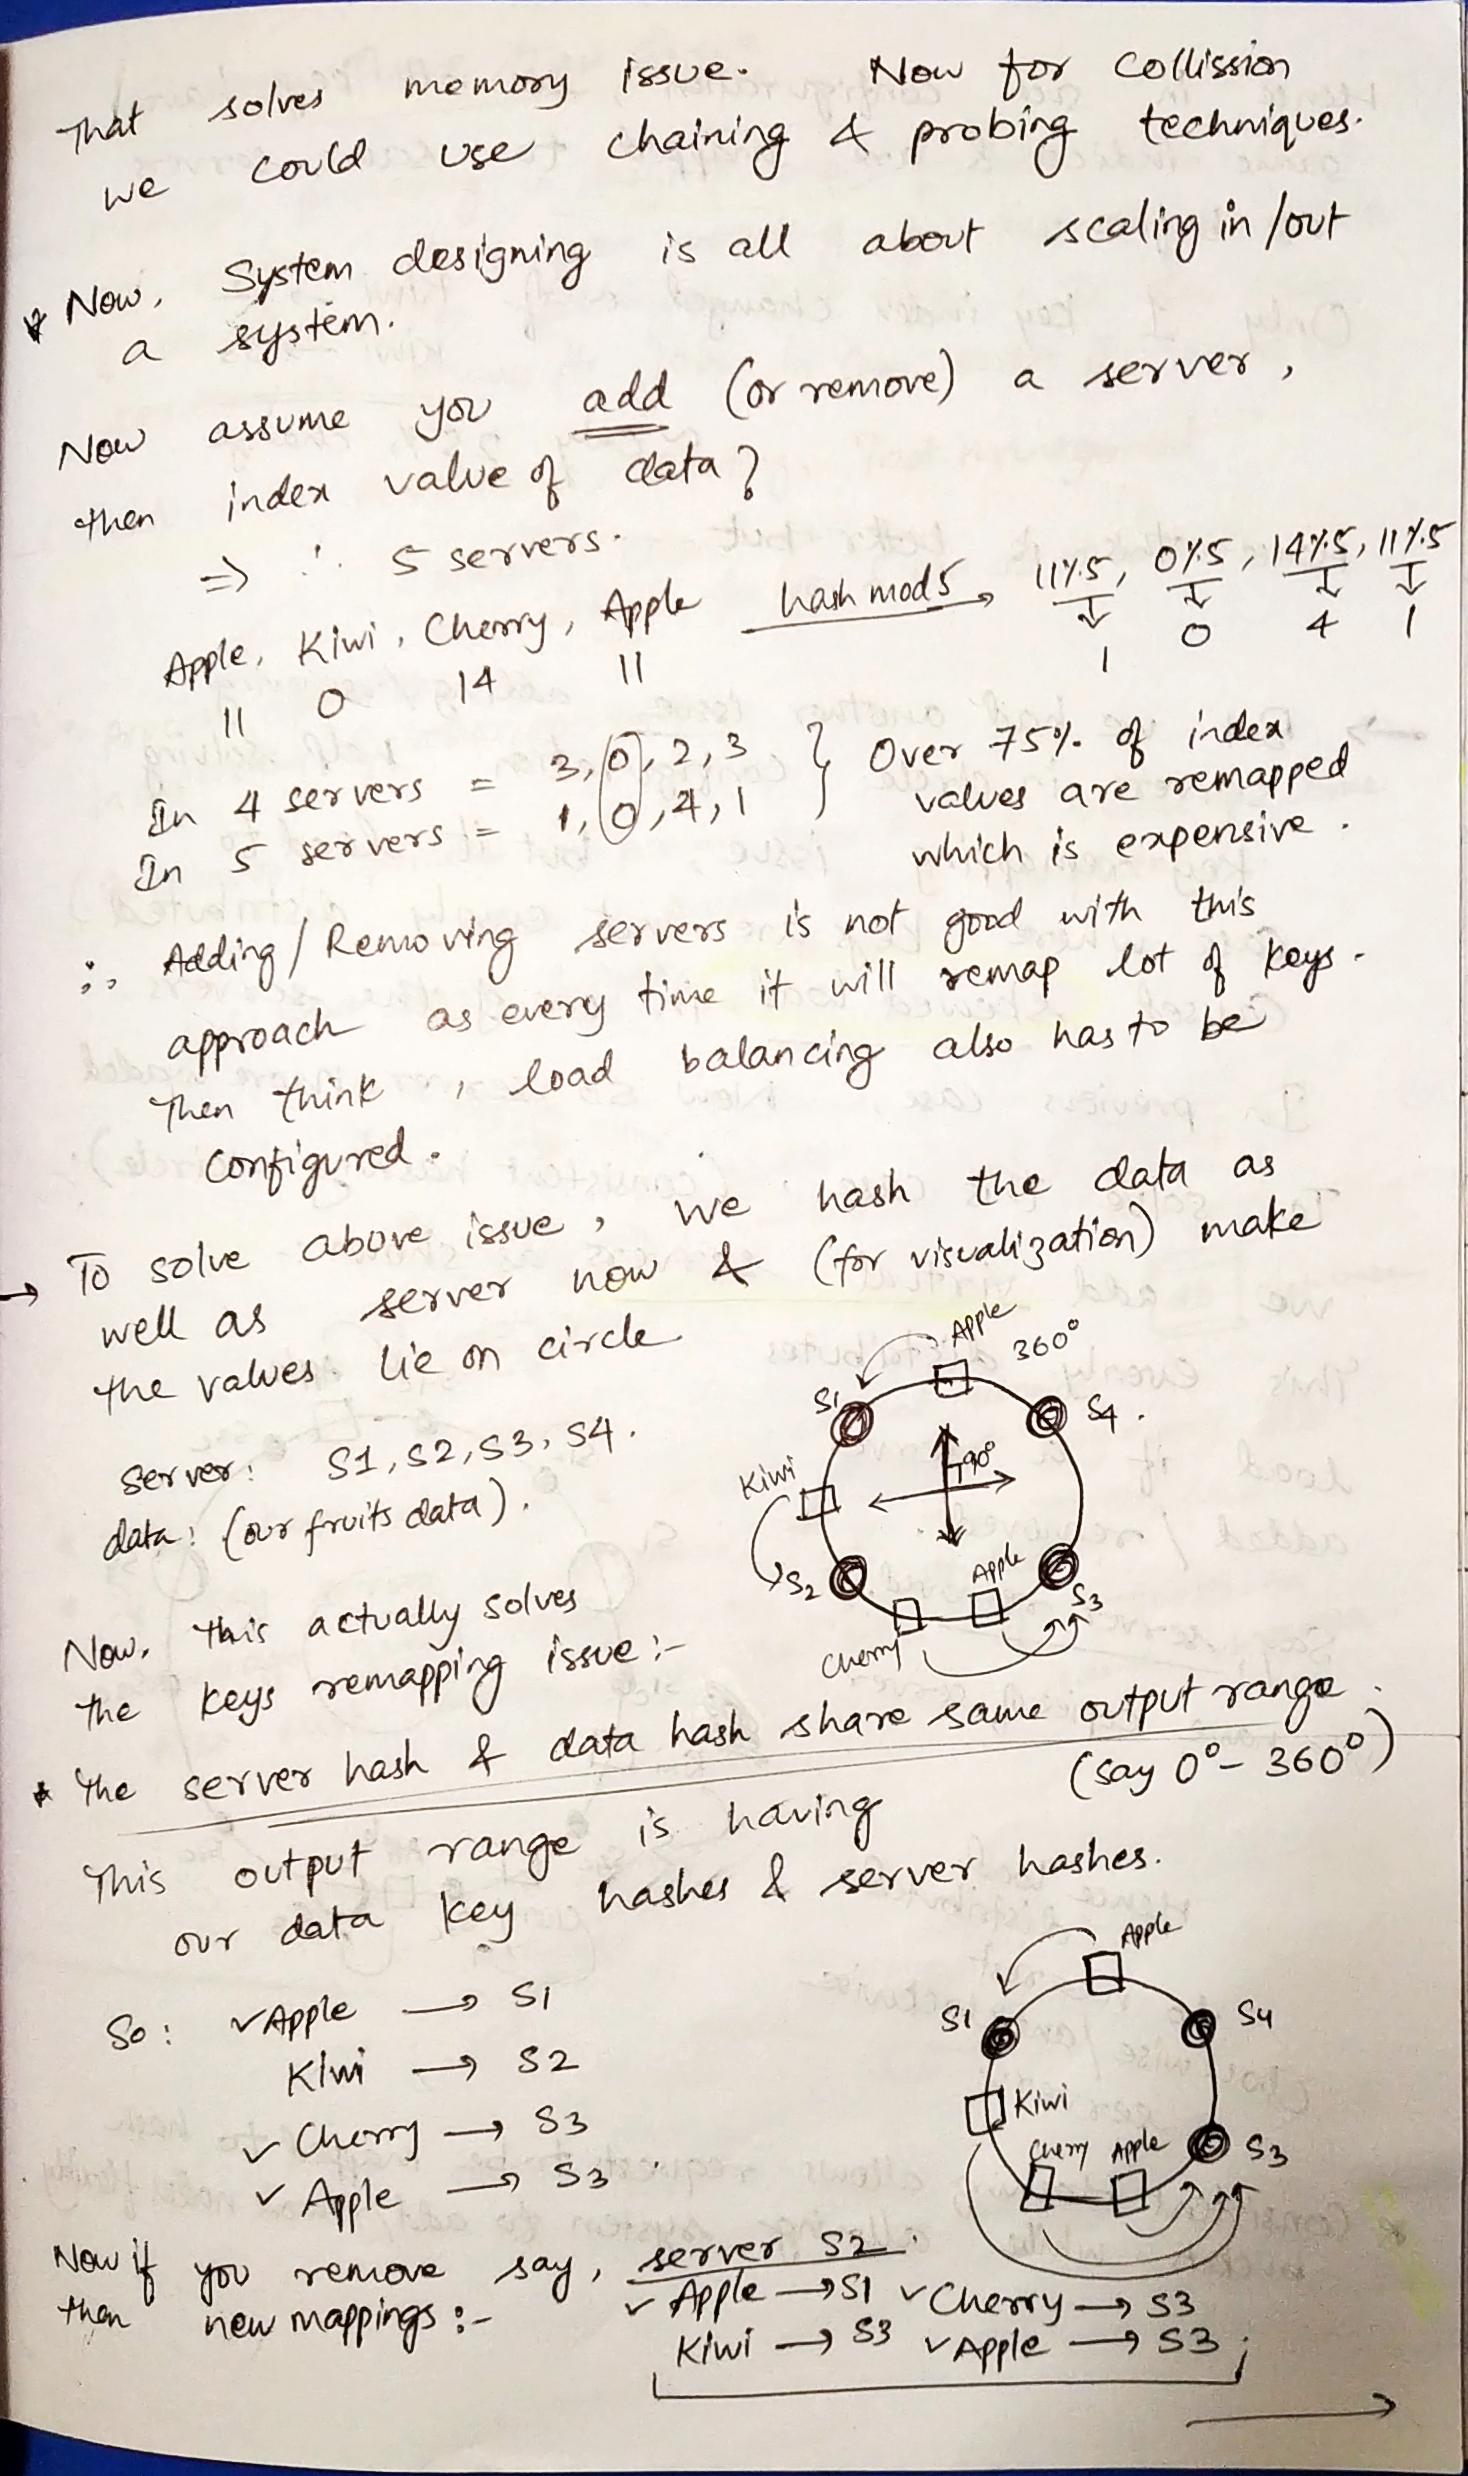 That solves memory issue. Now for Collission
we could use chaining & probing techniques.
* Now, System designing is all about scaling in/out
a system.
Now assume you add (or remove) a server,
then index value of data?
=> ∴ 5 servers.
Apple, Kiwi, Cherry, Apple hash mod 5 → 11%5, 0%5, 14%5, 11%5
11 0 14 11 1 0 4 1
In 4 servers = 3, 0, 2, 3 } Over 75% of index
In 5 servers = 1, 0, 4, 1 values are remapped
which is expensive.
∴ Adding/Removing servers is not good with this
approach as every time it will remap lot of keys.
Then think, load balancing also has to be
configured.
→ To solve above issue, we hash the data as
well as server now & (for visualization) make
the values lie on circle
Apple 360°
S1 S4.
Server: S1, S2, S3, S4.
Kiwi 90°
data: (our fruits data).
S2 Apple S3
Cherry
Now, this actually solves
the keys remapping issue :-
* The server hash & data hash share same output range.
(say 0° - 360°)
This output range is having
our data key hashes & server hashes.
Apple
So: ✓Apple → S1
S1 S4
Kiwi → S2
Kiwi
✓ Cherry → S3
Cherry Apple S3
✓ Apple → S3
Now if you remove say, server S2.
then new mappings :-
✓ Apple → S1 ✓ Cherry → S3
Kiwi → S3 ✓ Apple → S3;